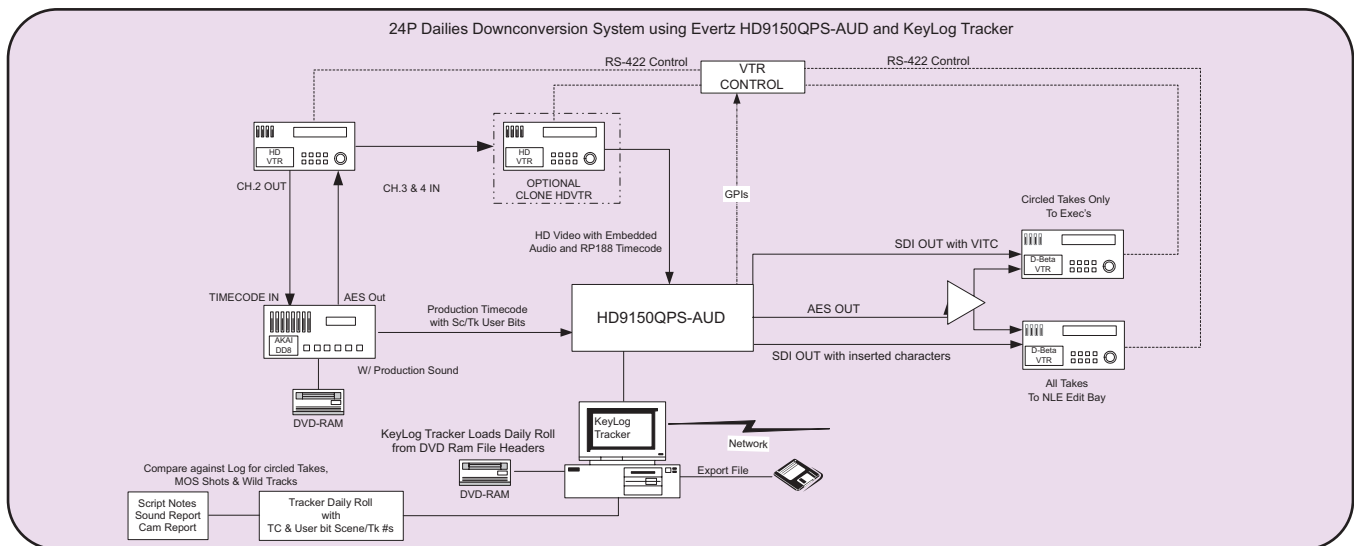 24P Dailies Downconversion System using Evertz HD9150QPS-AUD and KeyLog Tracker
RS-422 Control
VTR
CONTROL
RS-422 Control
HD
VTR
CH.2 OUT
CH.3 & 4 IN
HD
VTR
OPTIONAL
CLONE HDVTR
GPIs
HD Video with Embedded
Audio and RP188 Timecode
Circled Takes Only
To Exec's
SDI OUT with VITC
D-Beta
VTR
TIMECODE IN
AES Out
AKAI
DD8
W/ Production Sound
Production Timecode
with Sc/Tk User Bits
HD9150QPS-AUD
AES OUT
SDI OUT with inserted characters
D-Beta
VTR
All Takes
To NLE Edit Bay
DVD-RAM
KeyLog Tracker Loads Daily Roll
from DVD Ram File Headers
DVD-RAM
KeyLog
Tracker
Network
Export File
Compare against Log for circled Takes,
MOS Shots & Wild Tracks
Script Notes
Sound Report
Cam Report
Tracker Daily Roll
with
TC & User bit Scene/Tk #s